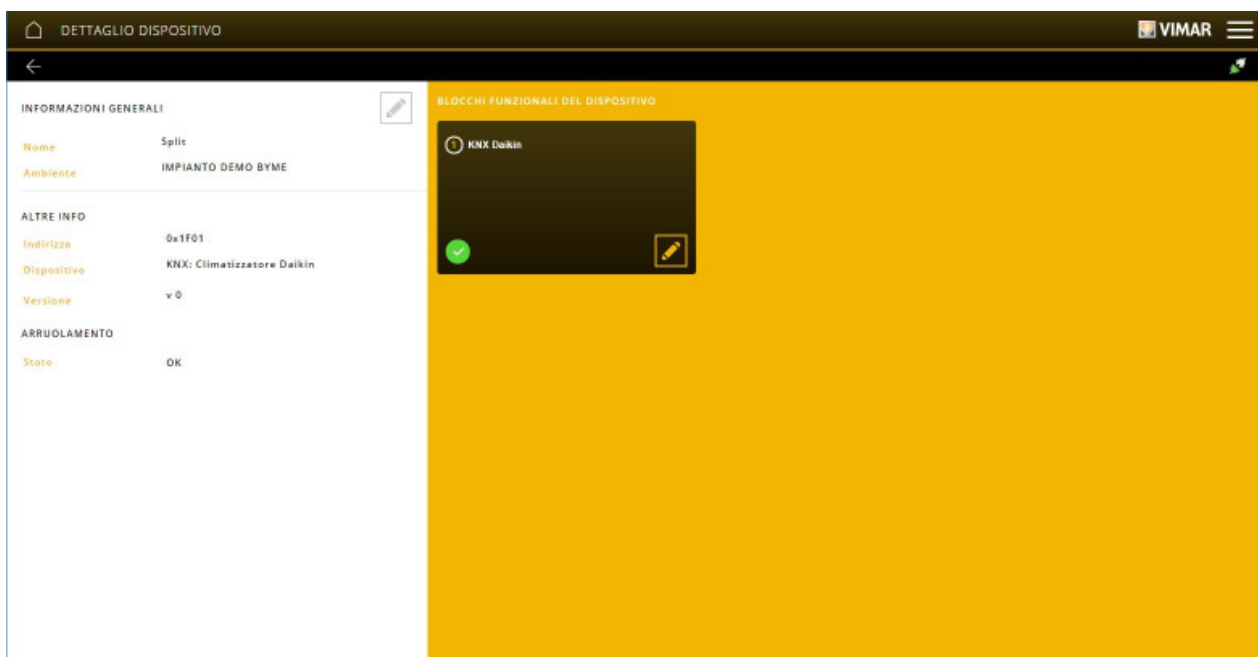 DETTAGLIO DISPOSITIVO
VIMAR
INFORMAZIONI GENERALI
Nome Split
Ambiente IMPIANTO DEMO BYME
ALTRE INFO
Indirizzo 0x1F01
Dispositivo KNX: Climatizzatore Daikin
Versione v 0
ARRUOLAMENTO
Stato OK
BLOCCHI FUNZIONALI DEL DISPOSITIVO
1 KNX Daikin